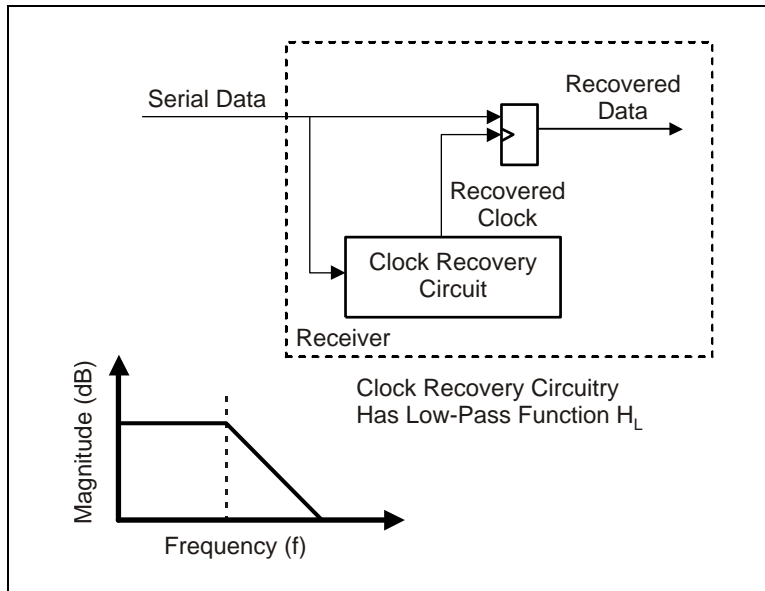 Serial Data
Recovered
Data
Recovered
Clock
Clock Recovery
Circuit
Receiver
Clock Recovery Circuitry
Has Low-Pass Function H_L
Magnitude (dB)
Frequency (f)